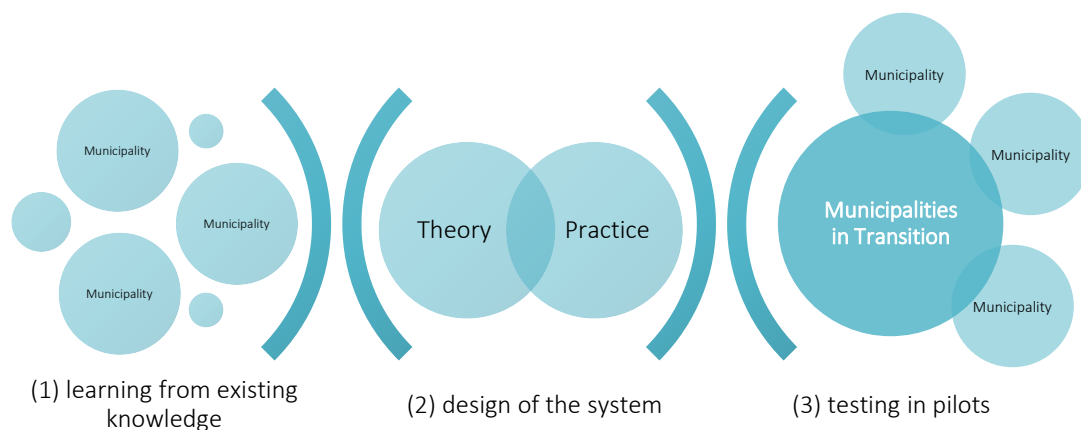 Municipality
Municipality
Municipality
(1) learning from existing
knowledge
Theory
Practice
(2) design of the system
Municipality
Municipality
Municipalities
in Transition
Municipality
(3) testing in pilots